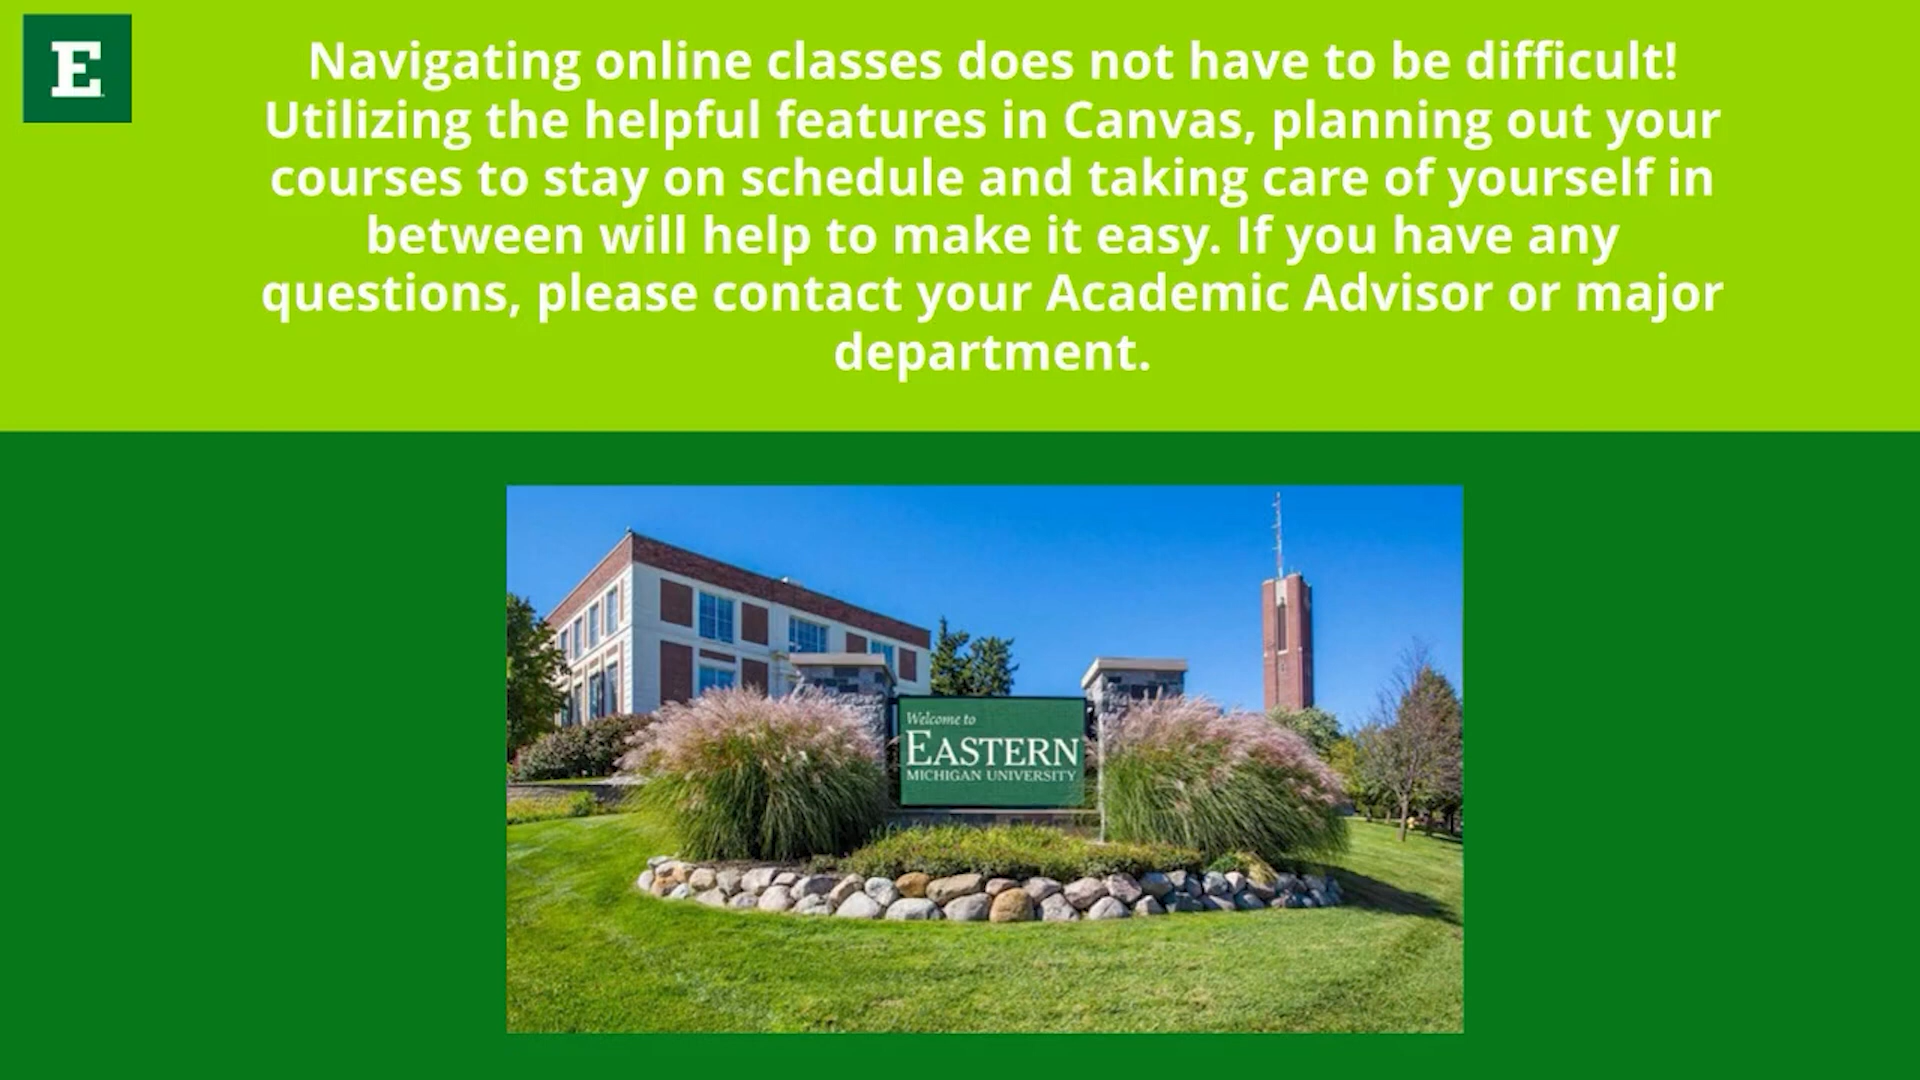 E
Navigating online classes does not have to be difficult!
Utilizing the helpful features in Canvas, planning out your
courses to stay on schedule and taking care of yourself in
between will help to make it easy. If you have any
questions, please contact your Academic Advisor or major
department.
Welcome to
EASTERN
MICHIGAN UNIVERSITY